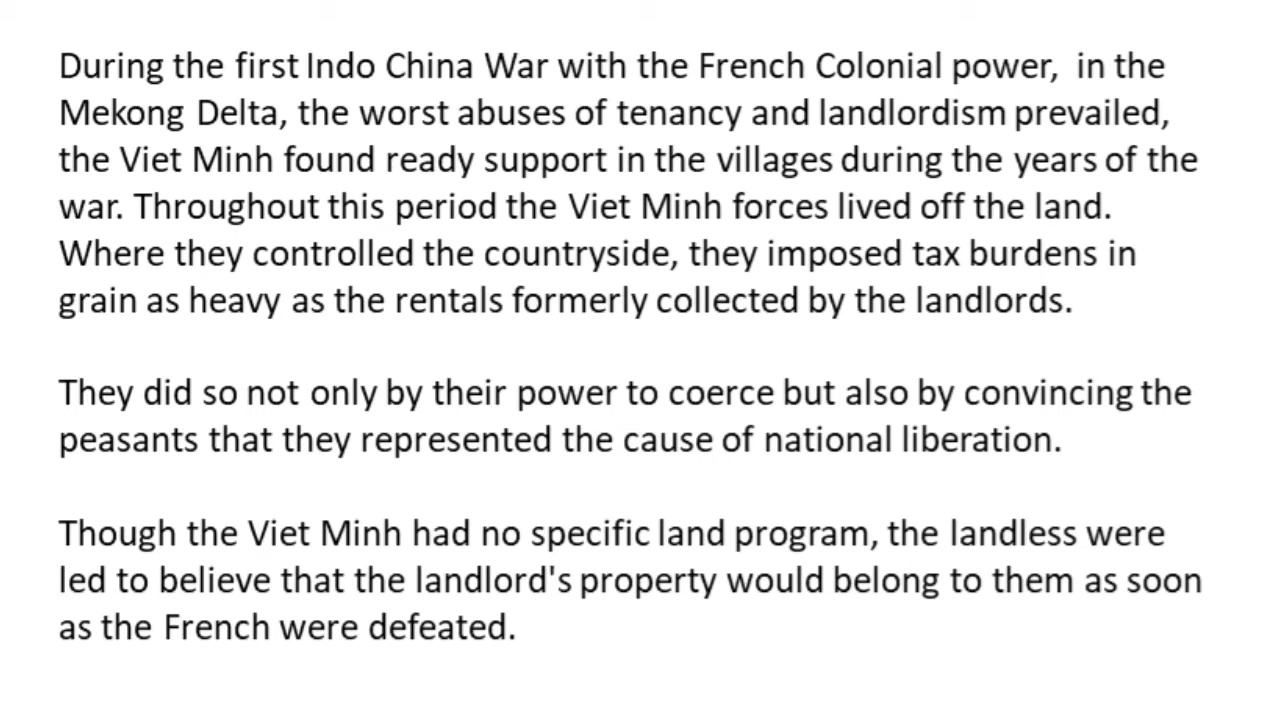 During the first Indo China War with the French Colonial power,  in the
Mekong Delta, the worst abuses of tenancy and landlordism prevailed,
the Viet Minh found ready support in the villages during the years of the
war. Throughout this period the Viet Minh forces lived off the land.
Where they controlled the countryside, they imposed tax burdens in
grain as heavy as the rentals formerly collected by the landlords.
They did so not only by their power to coerce but also by convincing the
peasants that they represented the cause of national liberation.
Though the Viet Minh had no specific land program, the landless were
led to believe that the landlord's property would belong to them as soon
as the French were defeated.